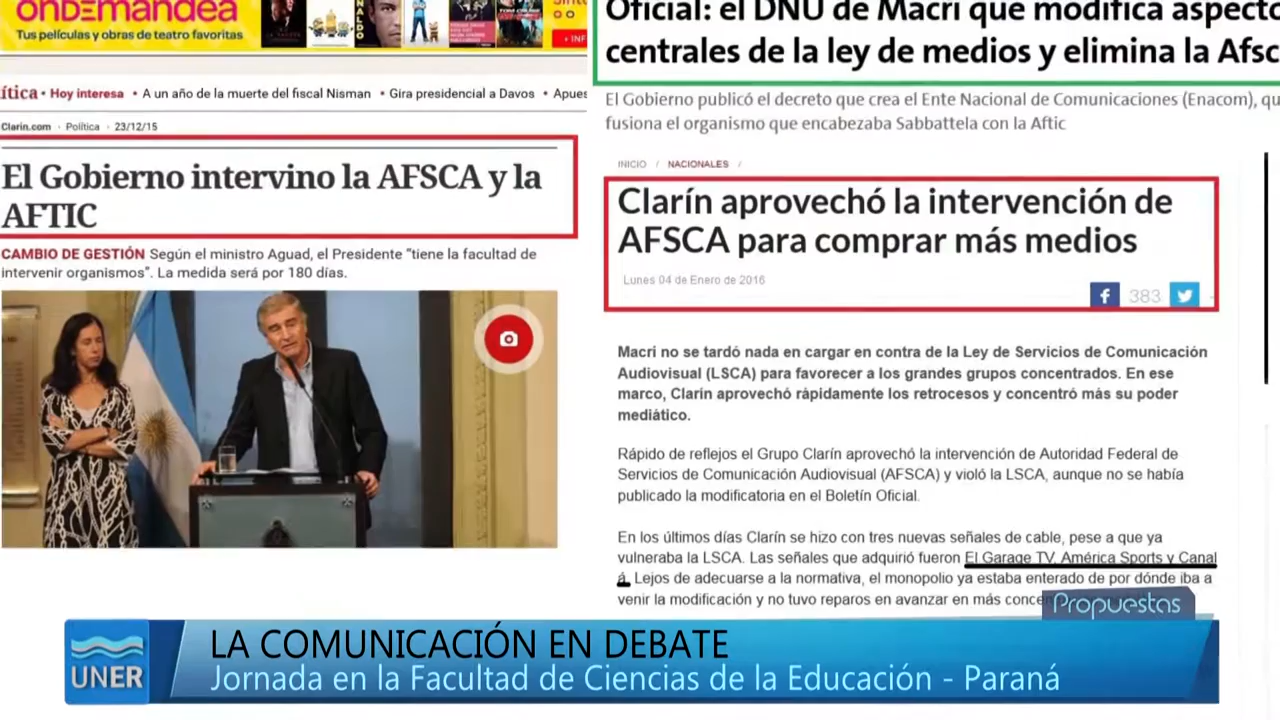 ondemandea
Tus películas y obras de teatro favoritas
+ INF
ítica • Hoy interesa • A un año de la muerte del fiscal Nisman • Gira presidencial a Davos • Apues
Clarin.com · Política · 23/12/15
El Gobierno intervino la AFSCA y la
AFTIC
CAMBIO DE GESTIÓN Según el ministro Aguad, el Presidente "tiene la facultad de
intervenir organismos". La medida será por 180 días.
Oficial: el DNU de Macri que modifica aspecto
centrales de la ley de medios y elimina la Afsc
El Gobierno publicó el decreto que crea el Ente Nacional de Comunicaciones (Enacom), qu
fusiona el organismo que encabezaba Sabbattela con la Aftic
INICIO / NACIONALES /
Clarín aprovechó la intervención de
AFSCA para comprar más medios
Lunes 04 de Enero de 2016
f 383
Macri no se tardó nada en cargar en contra de la Ley de Servicios de Comunicación
Audiovisual (LSCA) para favorecer a los grandes grupos concentrados. En ese
marco, Clarín aprovechó rápidamente los retrocesos y concentró más su poder
mediático.
Rápido de reflejos el Grupo Clarín aprovechó la intervención de Autoridad Federal de
Servicios de Comunicación Audiovisual (AFSCA) y violó la LSCA, aunque no se había
publicado la modificatoria en el Boletín Oficial.
En los últimos días Clarín se hizo con tres nuevas señales de cable, pese a que ya
vulneraba la LSCA. Las señales que adquirió fueron El Garage TV, América Sports y Canal
á. Lejos de adecuarse a la normativa, el monopolio ya estaba enterado de por dónde iba a
venir la modificación y no tuvo reparos en avanzar en más conce
Propuestas
UNER
LA COMUNICACIÓN EN DEBATE
Jornada en la Facultad de Ciencias de la Educación - Paraná